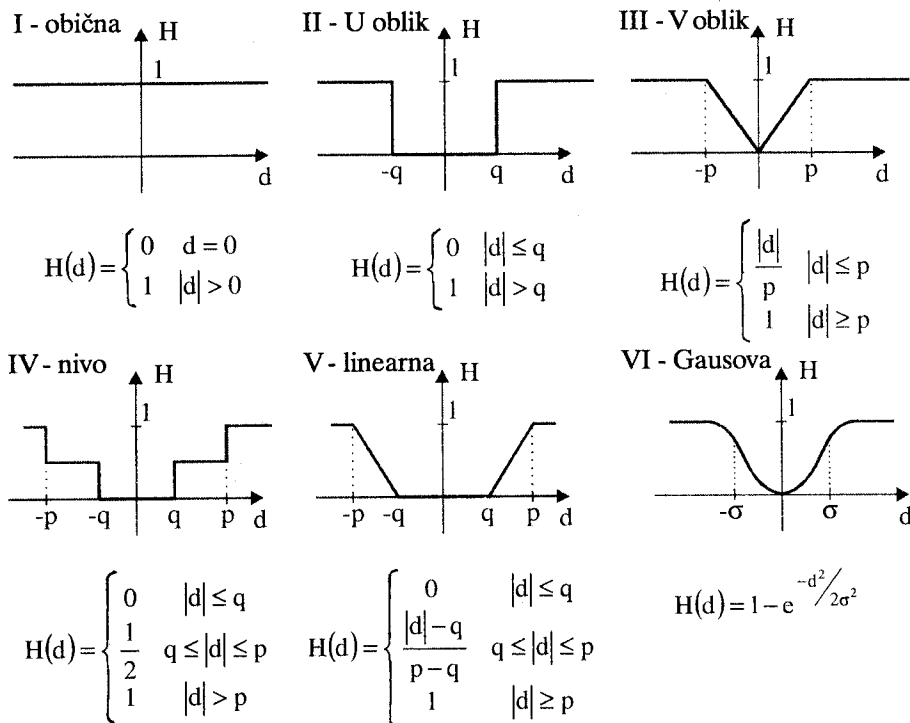 I - obična
H
1
d
II - U oblik
H
1
-q
q
d
III - V oblik
H
1
-p
p
d
H(d) = { 0   d = 0
1   |d| > 0
H(d) = { 0   |d| ≤ q
1   |d| > q
H(d) = { |d|/p   |d| ≤ p
1   |d| ≥ p
IV - nivo
H
1
-p
-q
q
p
d
V - linearna
H
1
-p
-q
q
p
d
VI - Gausova
H
1
-σ
σ
d
H(d) = { 0   |d| ≤ q
1/2   q ≤ |d| ≤ p
1   |d| > p
H(d) = { 0   |d| ≤ q
(|d| - q)/(p - q)   q ≤ |d| ≤ p
1   |d| ≥ p
H(d) = 1 - e^(-d²/2σ²)